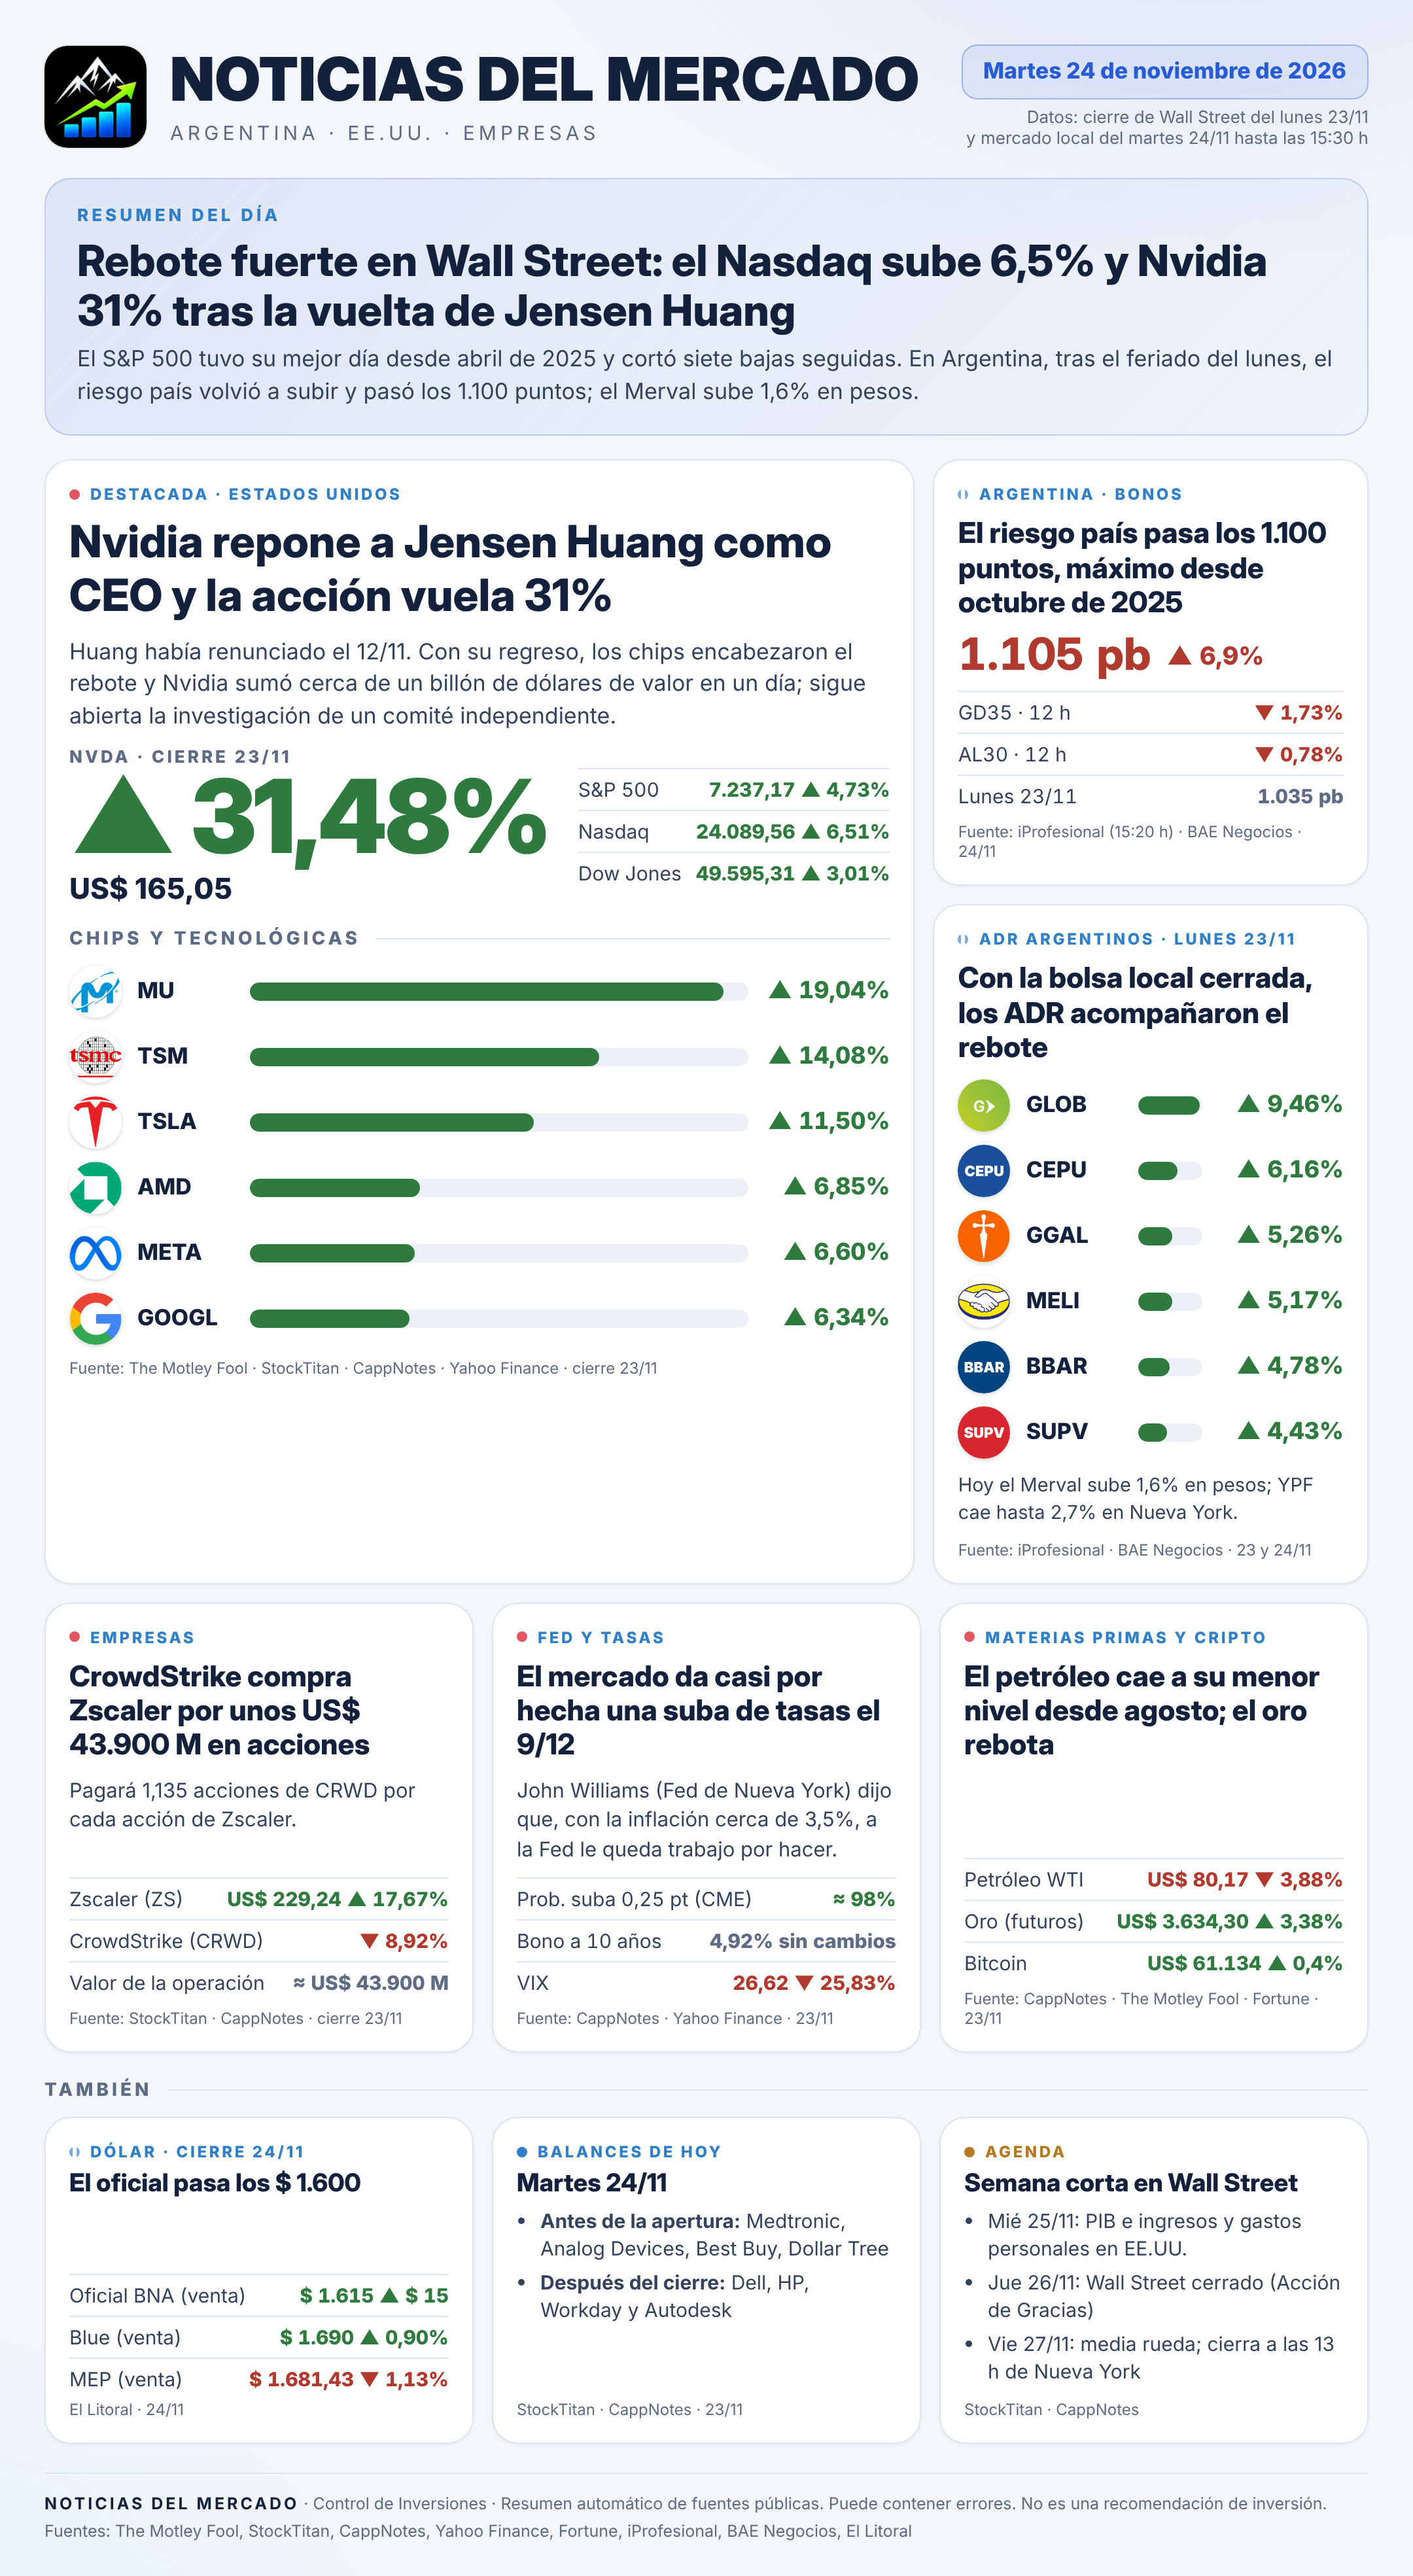 NOTICIAS DEL MERCADO
ARGENTINA · EE.UU. · EMPRESAS
Martes 24 de noviembre de 2026
Datos: cierre de Wall Street del lunes 23/11
y mercado local del martes 24/11 hasta las 15:30 h
RESUMEN DEL DÍA
Rebote fuerte en Wall Street: el Nasdaq sube 6,5% y Nvidia
31% tras la vuelta de Jensen Huang
El S&P 500 tuvo su mejor día desde abril de 2025 y cortó siete bajas seguidas. En Argentina, tras el feriado del lunes, el
riesgo país volvió a subir y pasó los 1.100 puntos; el Merval sube 1,6% en pesos.
DESTACADA · ESTADOS UNIDOS
Nvidia repone a Jensen Huang como
CEO y la acción vuela 31%
Huang había renunciado el 12/11. Con su regreso, los chips encabezaron el
rebote y Nvidia sumó cerca de un billón de dólares de valor en un día; sigue
abierta la investigación de un comité independiente.
NVDA · CIERRE 23/11
▲ 31,48%
US$ 165,05
S&P 500 7.237,17 ▲ 4,73%
Nasdaq 24.089,56 ▲ 6,51%
Dow Jones 49.595,31 ▲ 3,01%
CHIPS Y TECNOLÓGICAS
MU ▲ 19,04%
tsmc TSM ▲ 14,08%
TSLA ▲ 11,50%
AMD ▲ 6,85%
META ▲ 6,60%
GOOGL ▲ 6,34%
Fuente: The Motley Fool · StockTitan · CappNotes · Yahoo Finance · cierre 23/11
ARGENTINA · BONOS
El riesgo país pasa los 1.100
puntos, máximo desde
octubre de 2025
1.105 pb ▲ 6,9%
GD35 · 12 h ▼ 1,73%
AL30 · 12 h ▼ 0,78%
Lunes 23/11 1.035 pb
Fuente: iProfesional (15:20 h) · BAE Negocios ·
24/11
ADR ARGENTINOS · LUNES 23/11
Con la bolsa local cerrada,
los ADR acompañaron el
rebote
G GLOB ▲ 9,46%
CEPU CEPU ▲ 6,16%
GGAL ▲ 5,26%
MELI ▲ 5,17%
BBAR BBAR ▲ 4,78%
SUPV SUPV ▲ 4,43%
Hoy el Merval sube 1,6% en pesos; YPF
cae hasta 2,7% en Nueva York.
Fuente: iProfesional · BAE Negocios · 23 y 24/11
EMPRESAS
CrowdStrike compra
Zscaler por unos US$
43.900 M en acciones
Pagará 1,135 acciones de CRWD por
cada acción de Zscaler.
Zscaler (ZS) US$ 229,24 ▲ 17,67%
CrowdStrike (CRWD) ▼ 8,92%
Valor de la operación ≈ US$ 43.900 M
Fuente: StockTitan · CappNotes · cierre 23/11
FED Y TASAS
El mercado da casi por
hecha una suba de tasas el
9/12
John Williams (Fed de Nueva York) dijo
que, con la inflación cerca de 3,5%, a
la Fed le queda trabajo por hacer.
Prob. suba 0,25 pt (CME) ≈ 98%
Bono a 10 años 4,92% sin cambios
VIX 26,62 ▼ 25,83%
Fuente: CappNotes · Yahoo Finance · 23/11
MATERIAS PRIMAS Y CRIPTO
El petróleo cae a su menor
nivel desde agosto; el oro
rebota
Petróleo WTI US$ 80,17 ▼ 3,88%
Oro (futuros) US$ 3.634,30 ▲ 3,38%
Bitcoin US$ 61.134 ▲ 0,4%
Fuente: CappNotes · The Motley Fool · Fortune ·
23/11
TAMBIÉN
DÓLAR · CIERRE 24/11
El oficial pasa los $ 1.600
Oficial BNA (venta) $ 1.615 ▲ $ 15
Blue (venta) $ 1.690 ▲ 0,90%
MEP (venta) $ 1.681,43 ▼ 1,13%
El Litoral · 24/11
BALANCES DE HOY
Martes 24/11
• Antes de la apertura: Medtronic,
Analog Devices, Best Buy, Dollar Tree
• Después del cierre: Dell, HP,
Workday y Autodesk
StockTitan · CappNotes · 23/11
AGENDA
Semana corta en Wall Street
• Mié 25/11: PIB e ingresos y gastos
personales en EE.UU.
• Jue 26/11: Wall Street cerrado (Acción
de Gracias)
• Vie 27/11: media rueda; cierra a las 13
h de Nueva York
StockTitan · CappNotes
NOTICIAS DEL MERCADO · Control de Inversiones · Resumen automático de fuentes públicas. Puede contener errores. No es una recomendación de inversión.
Fuentes: The Motley Fool, StockTitan, CappNotes, Yahoo Finance, Fortune, iProfesional, BAE Negocios, El Litoral